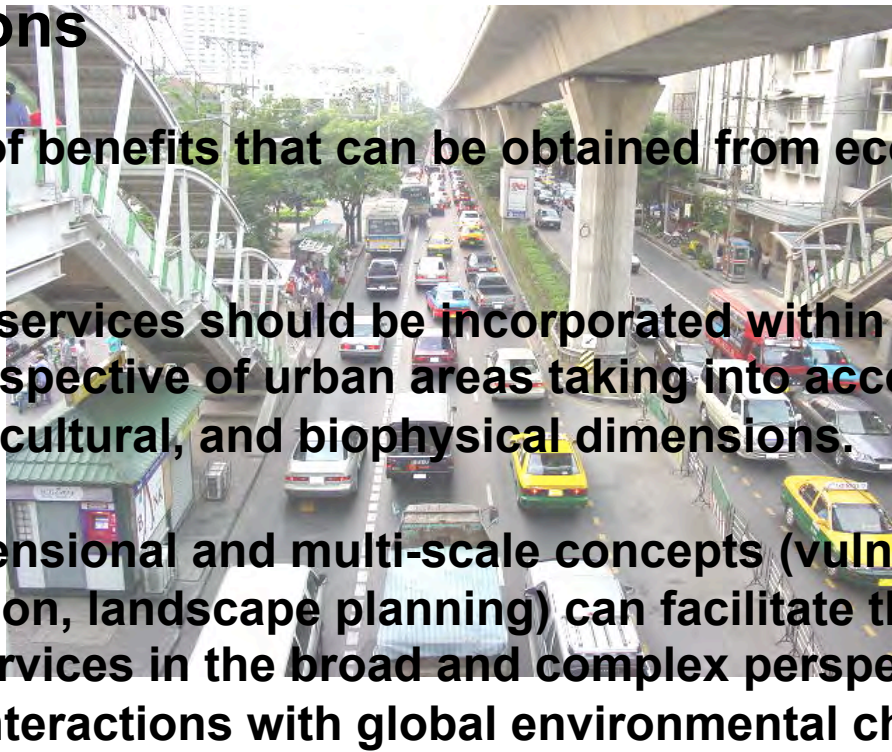 ons
of benefits that can be obtained from eco
services should be incorporated within
spective of urban areas taking into acco
cultural, and biophysical dimensions.
ensional and multi-scale concepts (vuln
on, landscape planning) can facilitate th
rvices in the broad and complex perspe
nteractions with global environmental ch